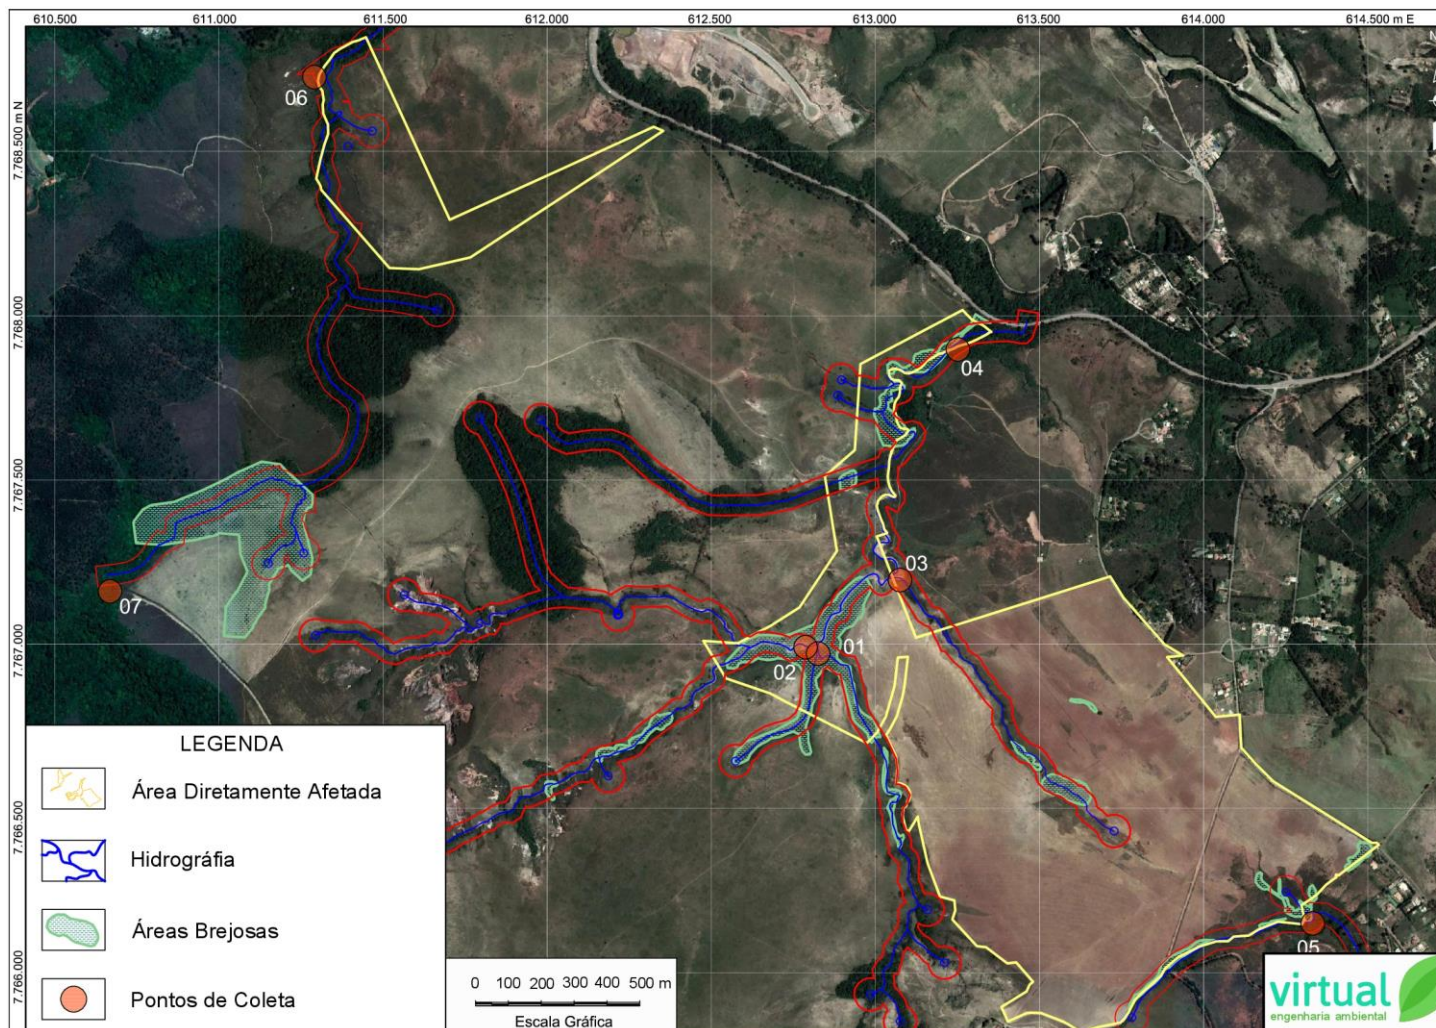 610.500 611.000 611.500 612.000 612.500 613.000 613.500 614.000 614.500 m E
N
7.768.500 m N
7.768.000
7.767.500
7.767.000
7.766.500
7.766.000
06
04
03
07
01
02
05
LEGENDA
Área Diretamente Afetada
Hidrográfia
Áreas Brejosas
Pontos de Coleta
0 100 200 300 400 500 m
Escala Gráfica
virtual
engenharia ambiental